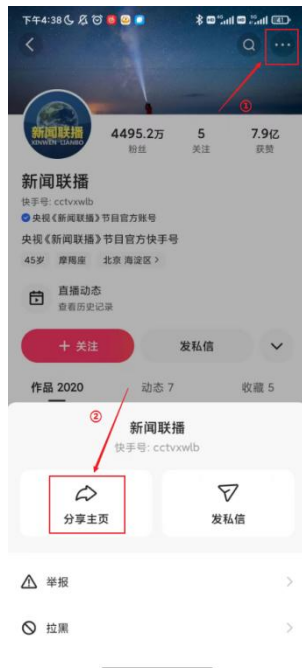 下午4:38
①
新闻联播
XINWEN LIANBO
4495.2万
5
7.9亿
粉丝
关注
获赞
新闻联播
快手号: cctvxwlb
央视《新闻联播》节目官方账号
央视《新闻联播》节目官方快手号
45岁
摩羯座
北京 海淀区 >
直播动态
查看历史记录
+ 关注
发私信
作品 2020
动态 7
收藏 5
②
新闻联播
快手号: cctvxwlb
分享主页
发私信
举报
拉黑